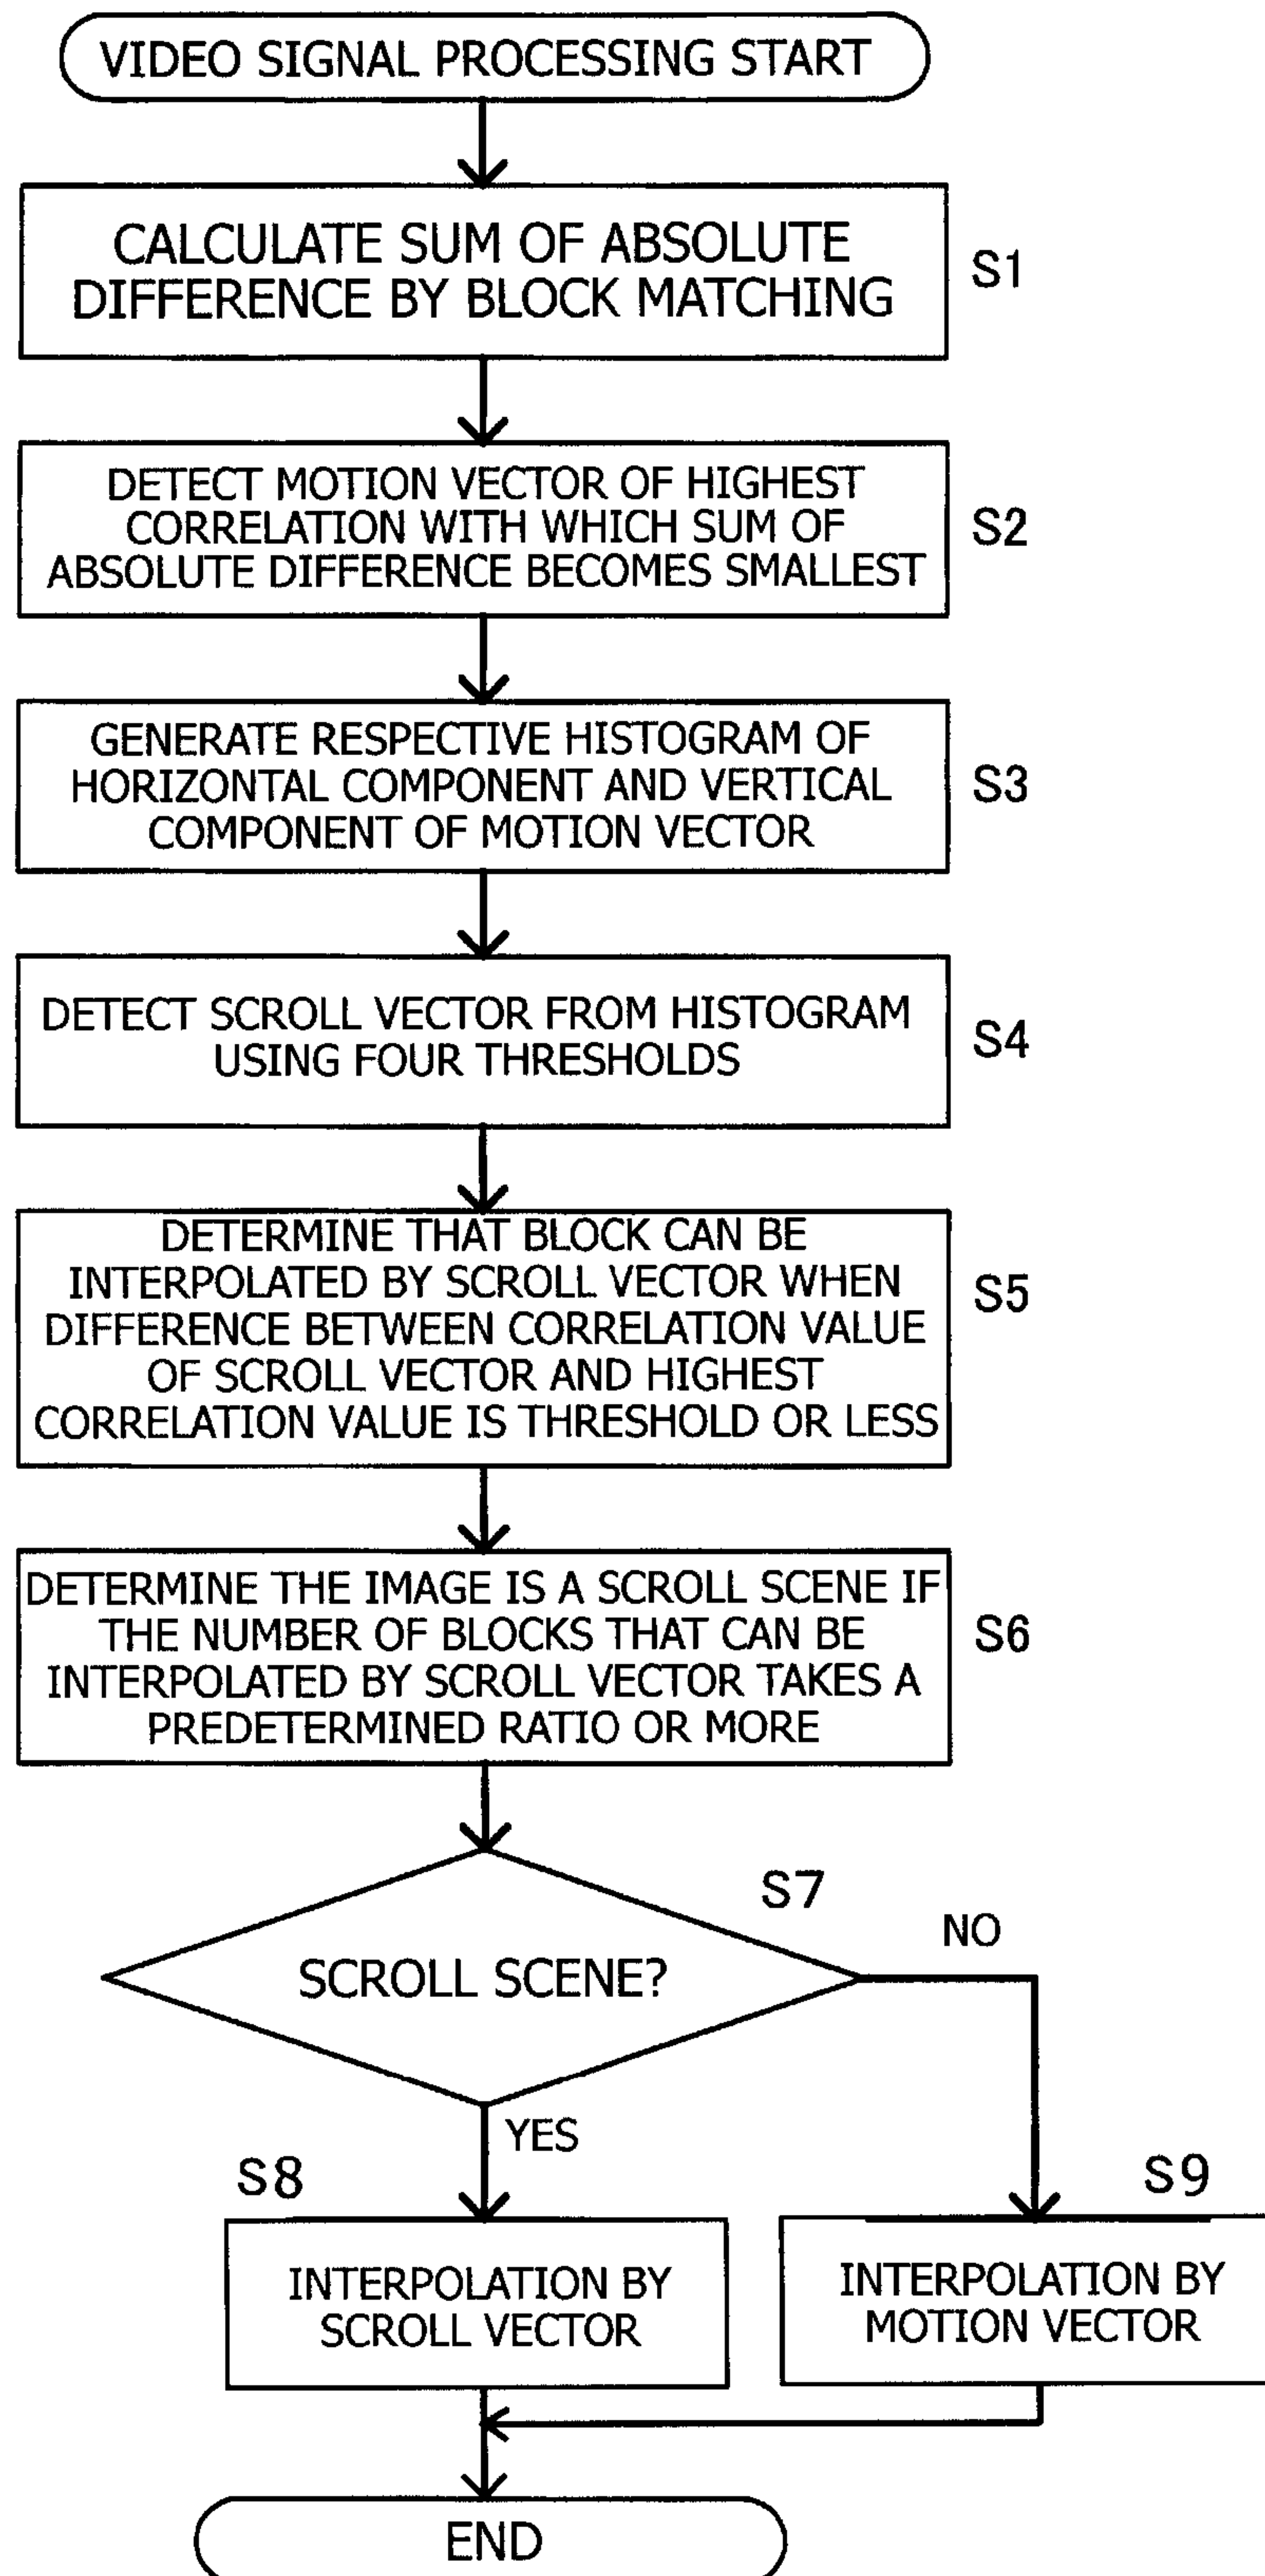 VIDEO SIGNAL PROCESSING START
CALCULATE SUM OF ABSOLUTE
DIFFERENCE BY BLOCK MATCHING
S1
DETECT MOTION VECTOR OF HIGHEST
CORRELATION WITH WHICH SUM OF
ABSOLUTE DIFFERENCE BECOMES SMALLEST
S2
GENERATE RESPECTIVE HISTOGRAM OF
HORIZONTAL COMPONENT AND VERTICAL
COMPONENT OF MOTION VECTOR
S3
DETECT SCROLL VECTOR FROM HISTOGRAM
USING FOUR THRESHOLDS
S4
DETERMINE THAT BLOCK CAN BE
INTERPOLATED BY SCROLL VECTOR WHEN
DIFFERENCE BETWEEN CORRELATION VALUE
OF SCROLL VECTOR AND HIGHEST
CORRELATION VALUE IS THRESHOLD OR LESS
S5
DETERMINE THE IMAGE IS A SCROLL SCENE IF
THE NUMBER OF BLOCKS THAT CAN BE
INTERPOLATED BY SCROLL VECTOR TAKES A
PREDETERMINED RATIO OR MORE
S6
S7
SCROLL SCENE?
NO
YES
S8
INTERPOLATION BY
SCROLL VECTOR
S9
INTERPOLATION BY
MOTION VECTOR
END